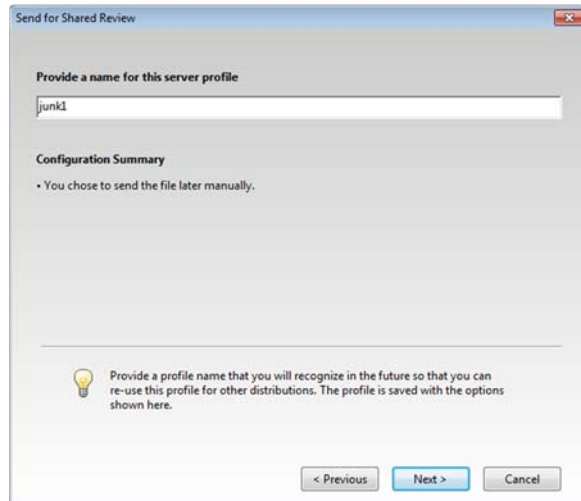 Send for Shared Review
Provide a name for this server profile
junk1
Configuration Summary
• You chose to send the file later manually.
Provide a profile name that you will recognize in the future so that you can
re-use this profile for other distributions. The profile is saved with the options
shown here.
< Previous
Next >
Cancel